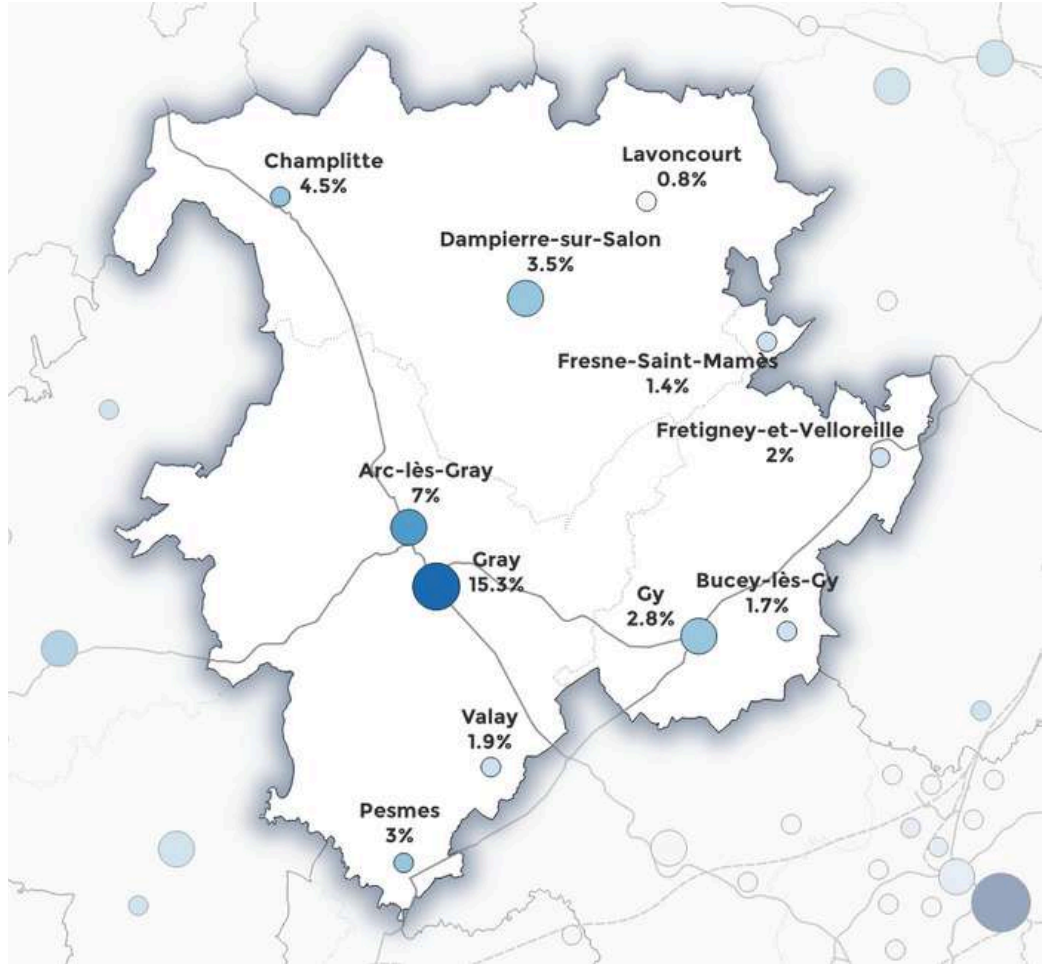 Champlitte
4.5%
Lavoncourt
0.8%
Dampierre-sur-Salon
3.5%
Fresne-Saint-Mamès
1.4%
Fretigney-et-Velloreille
2%
Arc-lès-Gray
7%
Gray
15.3%
Gy
2.8%
Bucey-lès-Gy
1.7%
Valay
1.9%
Pesmes
3%